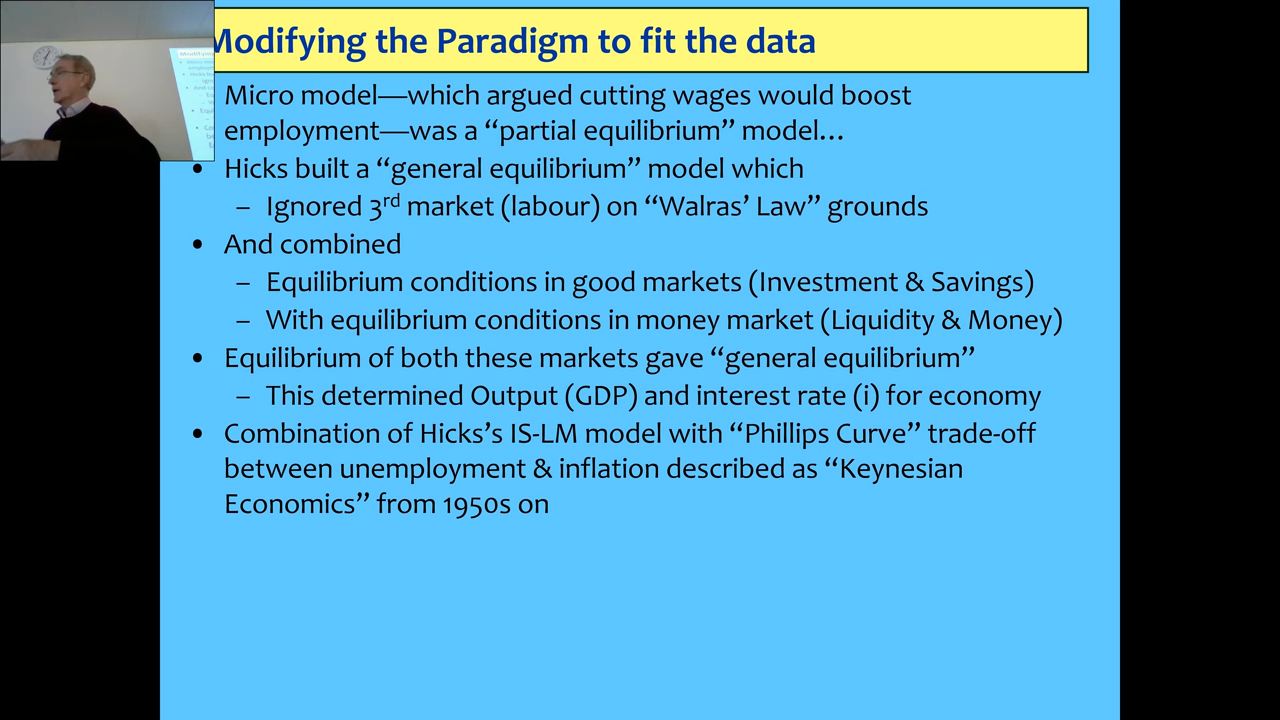 Modifying the Paradigm to fit the data
Micro model—which argued cutting wages would boost
employment—was a “partial equilibrium” model…
• Hicks built a “general equilibrium” model which
– Ignored 3rd market (labour) on “Walras’ Law” grounds
• And combined
– Equilibrium conditions in good markets (Investment & Savings)
– With equilibrium conditions in money market (Liquidity & Money)
• Equilibrium of both these markets gave “general equilibrium”
– This determined Output (GDP) and interest rate (i) for economy
• Combination of Hicks’s IS-LM model with “Phillips Curve” trade-off
between unemployment & inflation described as “Keynesian
Economics” from 1950s on